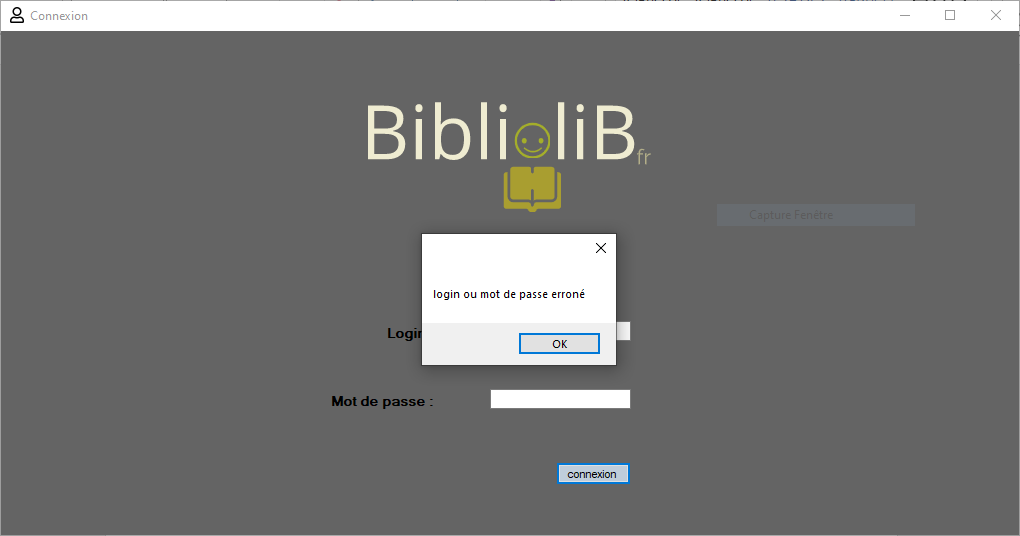 Connexion
BiblioliB
fr
Capture Fenêtre
login ou mot de passe erroné
Login
OK
Mot de passe :
connexion